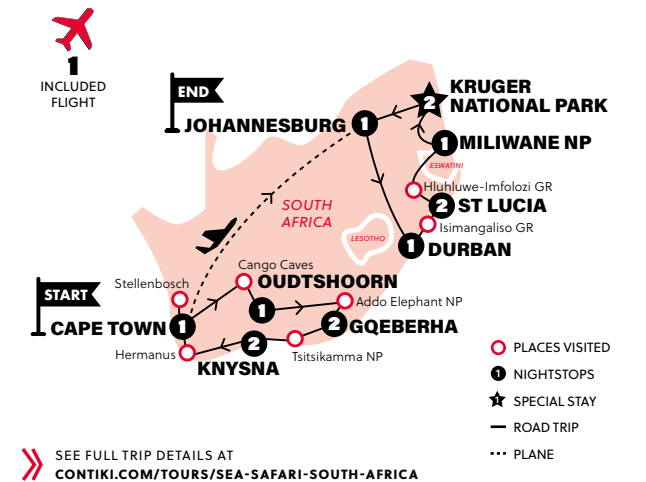 1
INCLUDED
FLIGHT
END
JOHANNESBURG
1
2
KRUGER
NATIONAL PARK
1
MILIWANE NP
ESWATINI
Hluhluwe-Imfolozi GR
2
ST LUCIA
Isimangaliso GR
1
DURBAN
SOUTH
AFRICA
LESOTHO
Cango Caves
OUDTSHOORN
1
Stellenbosch
START
CAPE TOWN
1
Addo Elephant NP
2
GQEBERHA
Hermanus
2
KNYSNA
Tsitsikamma NP
PLACES VISITED
1 NIGHTSTOPS
1 SPECIAL STAY
ROAD TRIP
PLANE
SEE FULL TRIP DETAILS AT
CONTIKI.COM/TOURS/SEA-SAFARI-SOUTH-AFRICA